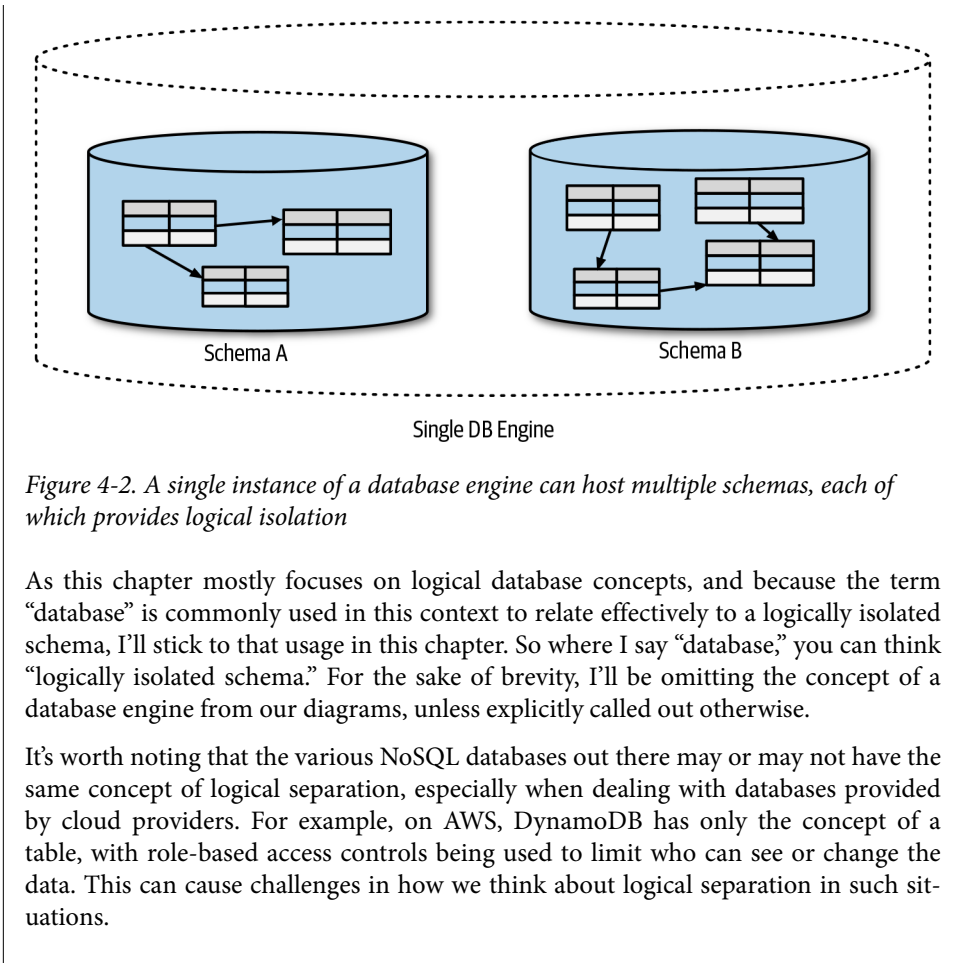 Schema A
Schema B
Single DB Engine
Figure 4-2. A single instance of a database engine can host multiple schemas, each of
which provides logical isolation
As this chapter mostly focuses on logical database concepts, and because the term
“database” is commonly used in this context to relate effectively to a logically isolated
schema, I’ll stick to that usage in this chapter. So where I say “database,” you can think
“logically isolated schema.” For the sake of brevity, I’ll be omitting the concept of a
database engine from our diagrams, unless explicitly called out otherwise.
It’s worth noting that the various NoSQL databases out there may or may not have the
same concept of logical separation, especially when dealing with databases provided
by cloud providers. For example, on AWS, DynamoDB has only the concept of a
table, with role-based access controls being used to limit who can see or change the
data. This can cause challenges in how we think about logical separation in such sit-
uations.